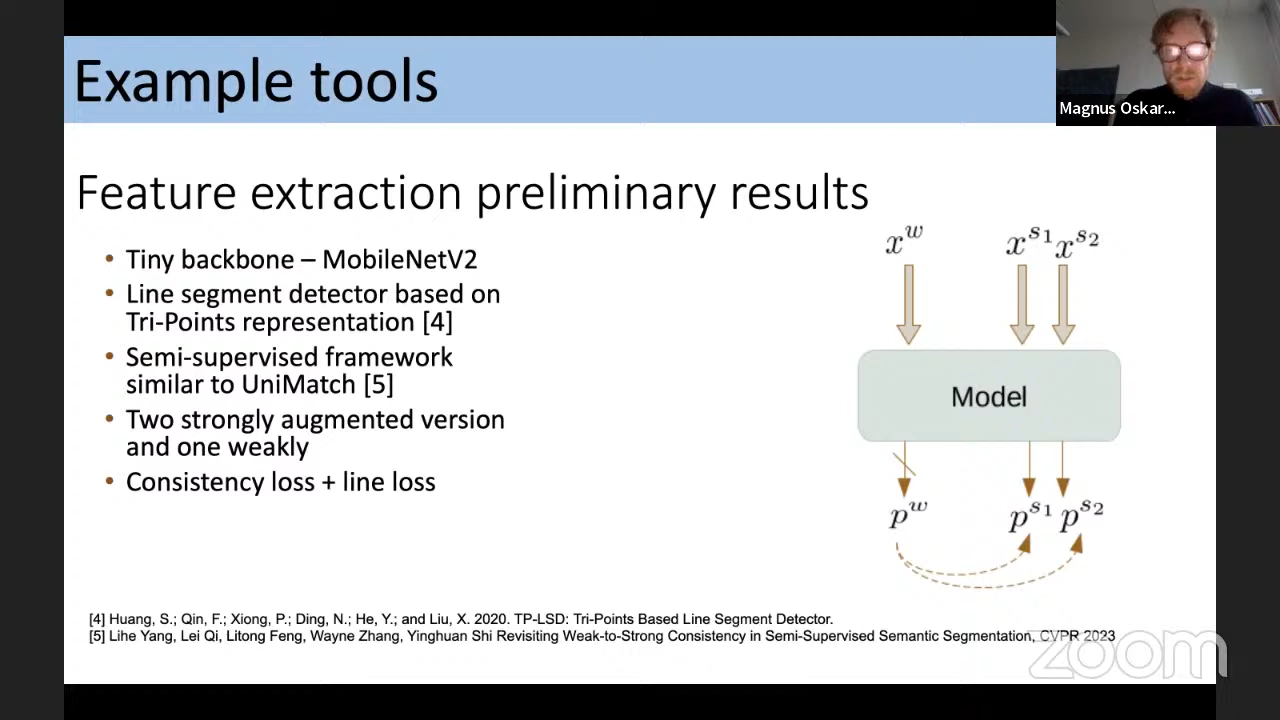 Example tools
Magnus Oskar...
Feature extraction preliminary results
• Tiny backbone – MobileNetV2
• Line segment detector based on
Tri-Points representation [4]
• Semi-supervised framework
similar to UniMatch [5]
• Two strongly augmented version
and one weakly
• Consistency loss + line loss
x^w x^{s_1} x^{s_2}
Model
p^w p^{s_1} p^{s_2}
[4] Huang, S.; Qin, F.; Xiong, P.; Ding, N.; He, Y.; and Liu, X. 2020. TP-LSD: Tri-Points Based Line Segment Detector.
[5] Lihe Yang, Lei Qi, Litong Feng, Wayne Zhang, Yinghuan Shi Revisiting Weak-to-Strong Consistency in Semi-Supervised Semantic Segmentation, CVPR 2023
zoom